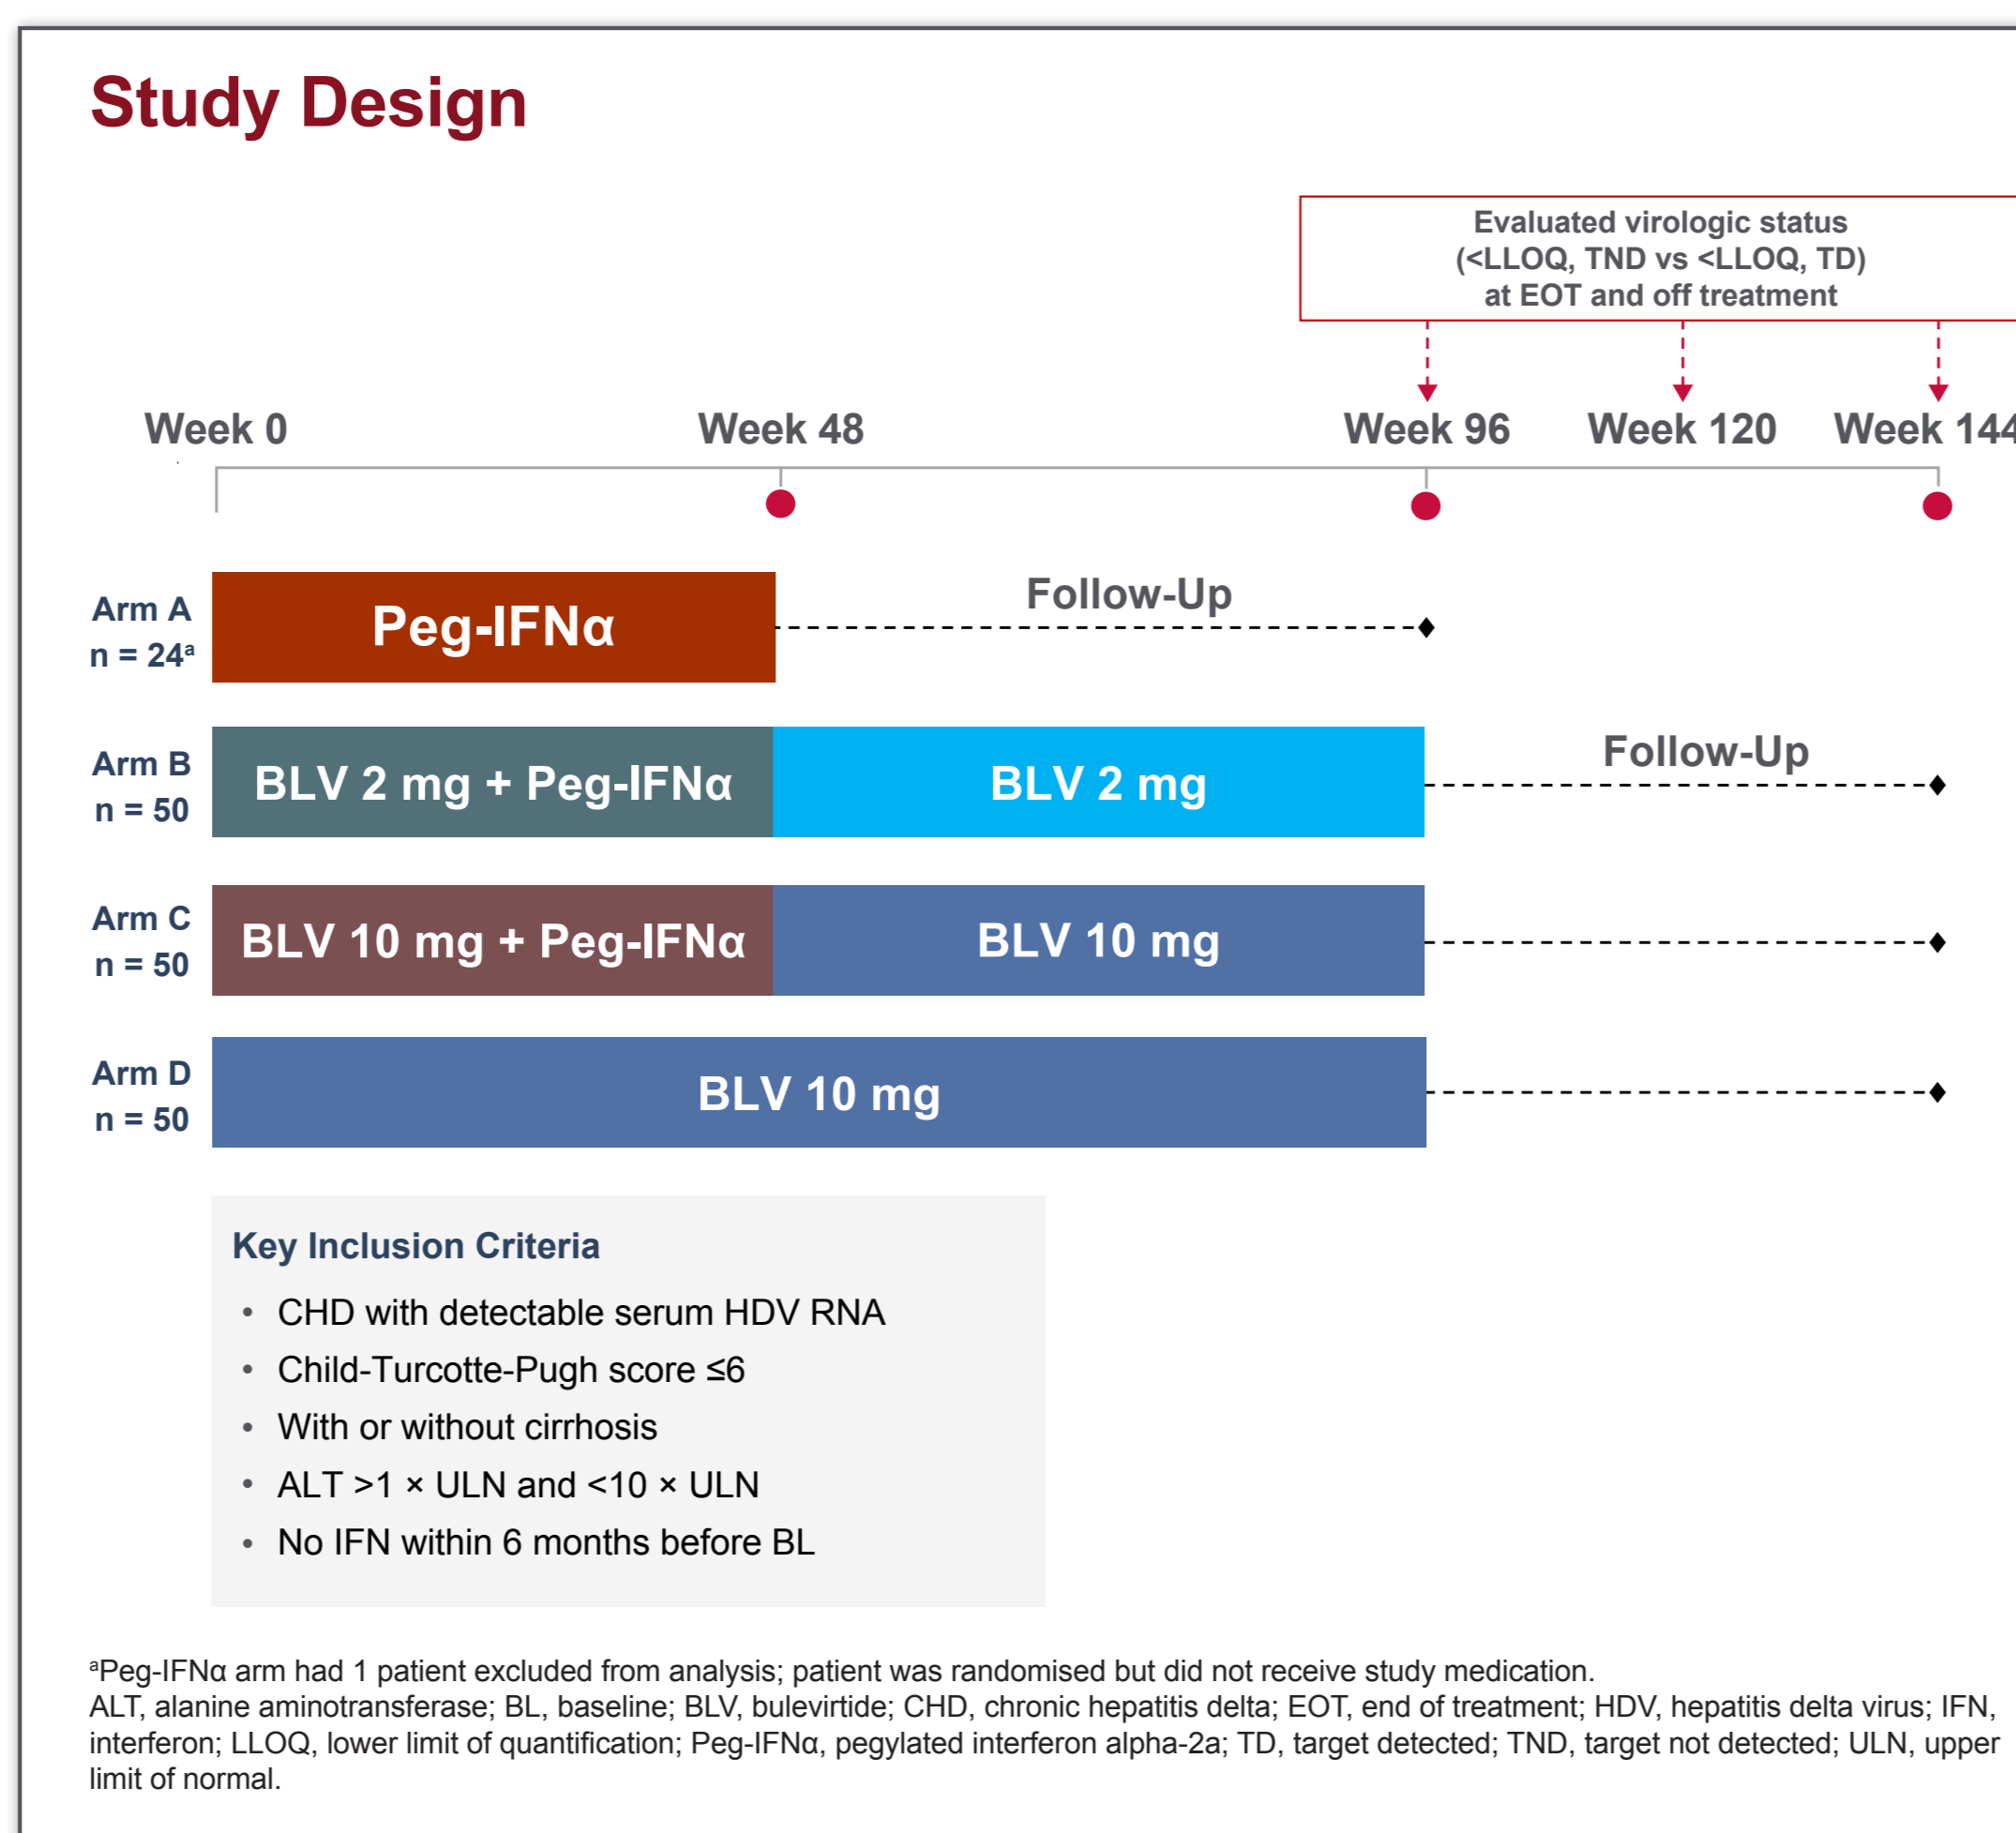 Study Design
Evaluated virologic status
(<LLOQ, TND vs <LLOQ, TD)
at EOT and off treatment
Week 0 Week 48 Week 96 Week 120 Week 144
Arm A
n = 24ᵃ
Peg-IFNα
Follow-Up
Arm B
n = 50
BLV 2 mg + Peg-IFNα
BLV 2 mg
Follow-Up
Arm C
n = 50
BLV 10 mg + Peg-IFNα
BLV 10 mg
Arm D
n = 50
BLV 10 mg
Key Inclusion Criteria
• CHD with detectable serum HDV RNA
• Child-Turcotte-Pugh score ≤6
• With or without cirrhosis
• ALT >1 × ULN and <10 × ULN
• No IFN within 6 months before BL
ᵃPeg-IFNα arm had 1 patient excluded from analysis; patient was randomised but did not receive study medication.
ALT, alanine aminotransferase; BL, baseline; BLV, bulevirtide; CHD, chronic hepatitis delta; EOT, end of treatment; HDV, hepatitis delta virus; IFN,
interferon; LLOQ, lower limit of quantification; Peg-IFNα, pegylated interferon alpha-2a; TD, target detected; TND, target not detected; ULN, upper
limit of normal.